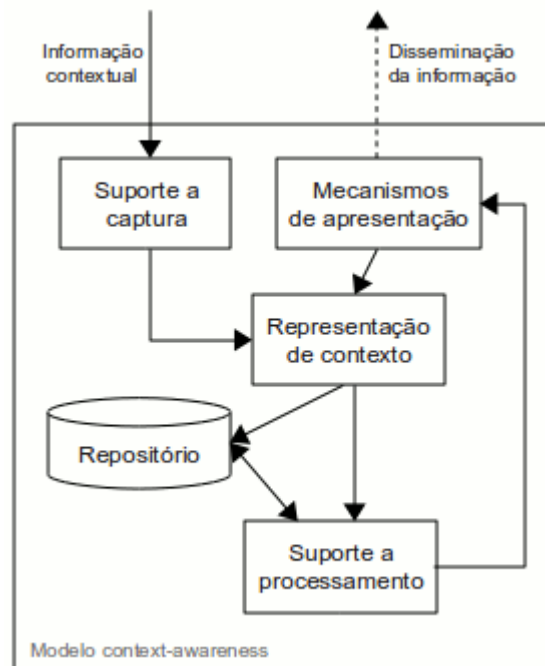 Informação
contextual
Disseminação
da informação
Suporte a
captura
Mecanismos
de apresentação
Representação
de contexto
Repositório
Suporte a
processamento
Modelo context-awareness